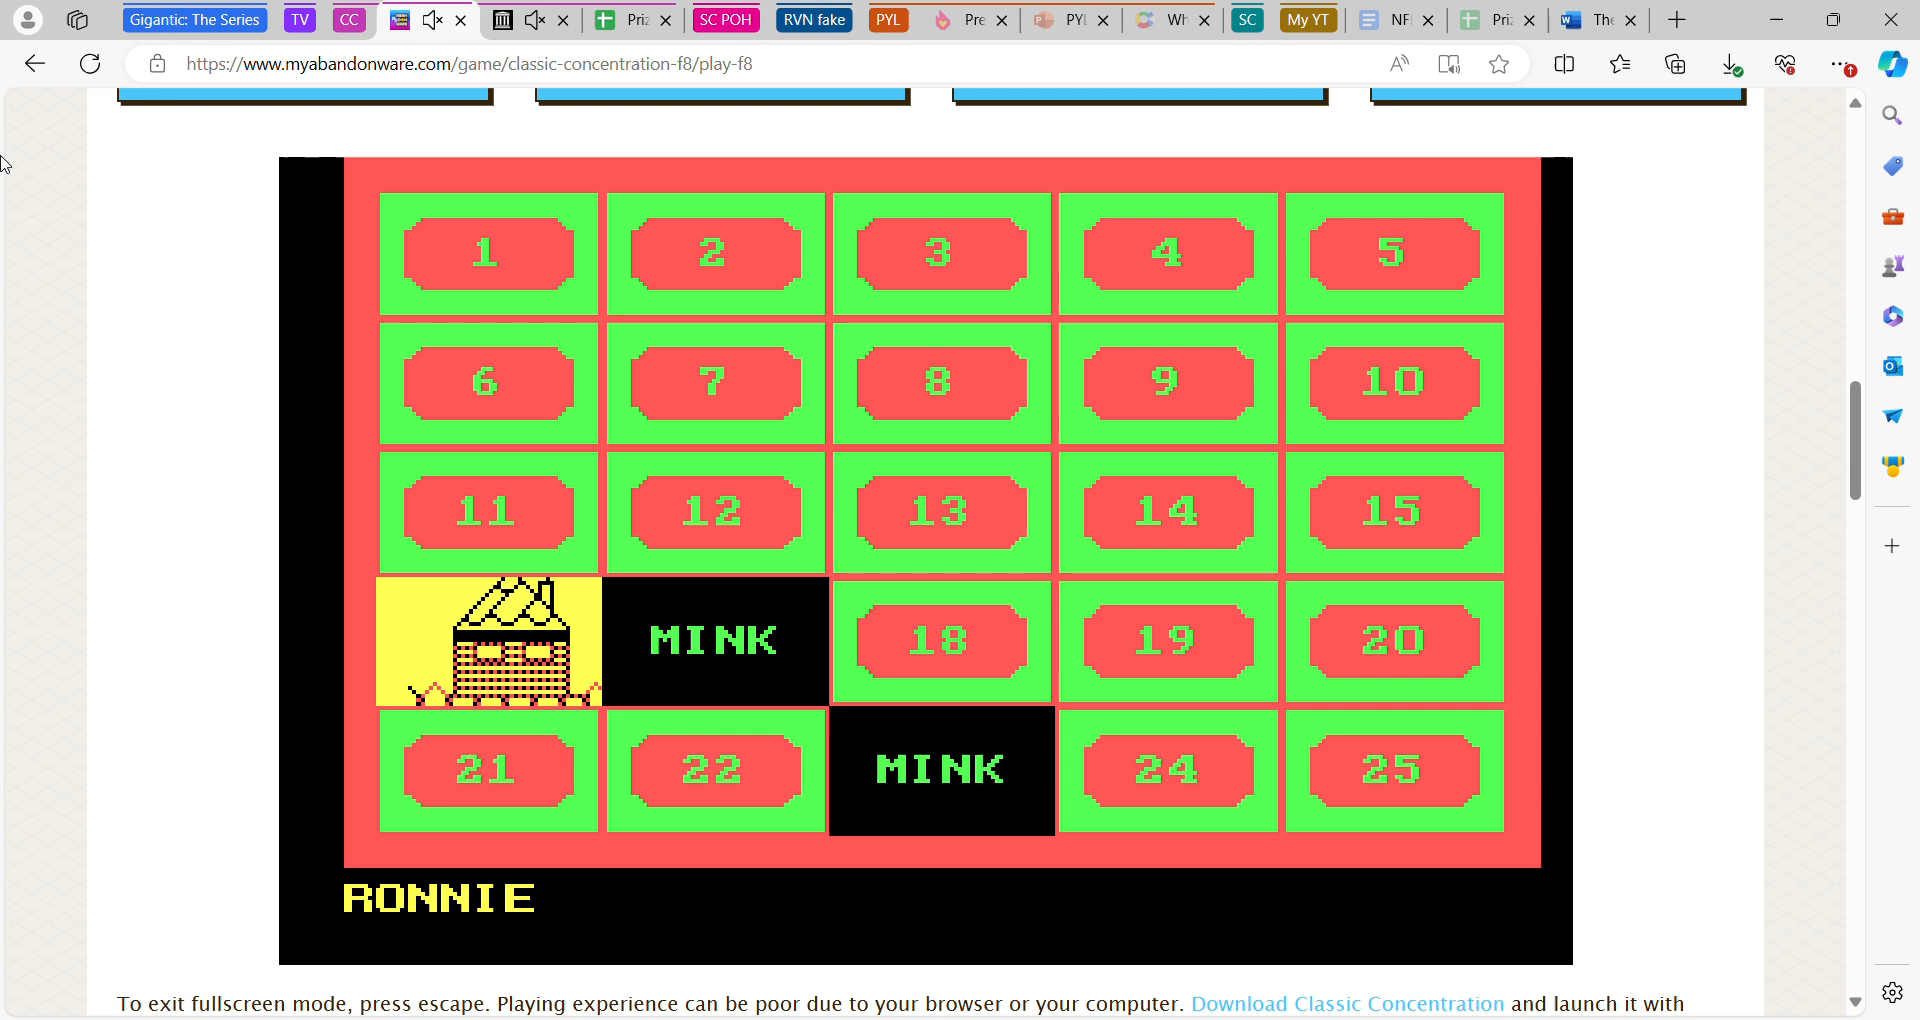 Gigantic: The Series TV CC Priz SC POH RVN fake PYL Pre PYL Wh SC My YT NF Priz The
https://www.myabandonware.com/game/classic-concentration-f8/play-f8
1 2 3 4 5
6 7 8 9 10
11 12 13 14 15
MINK 18 19 20
21 22 MINK 24 25
RONNIE
To exit fullscreen mode, press escape. Playing experience can be poor due to your browser or your computer. Download Classic Concentration and launch it with